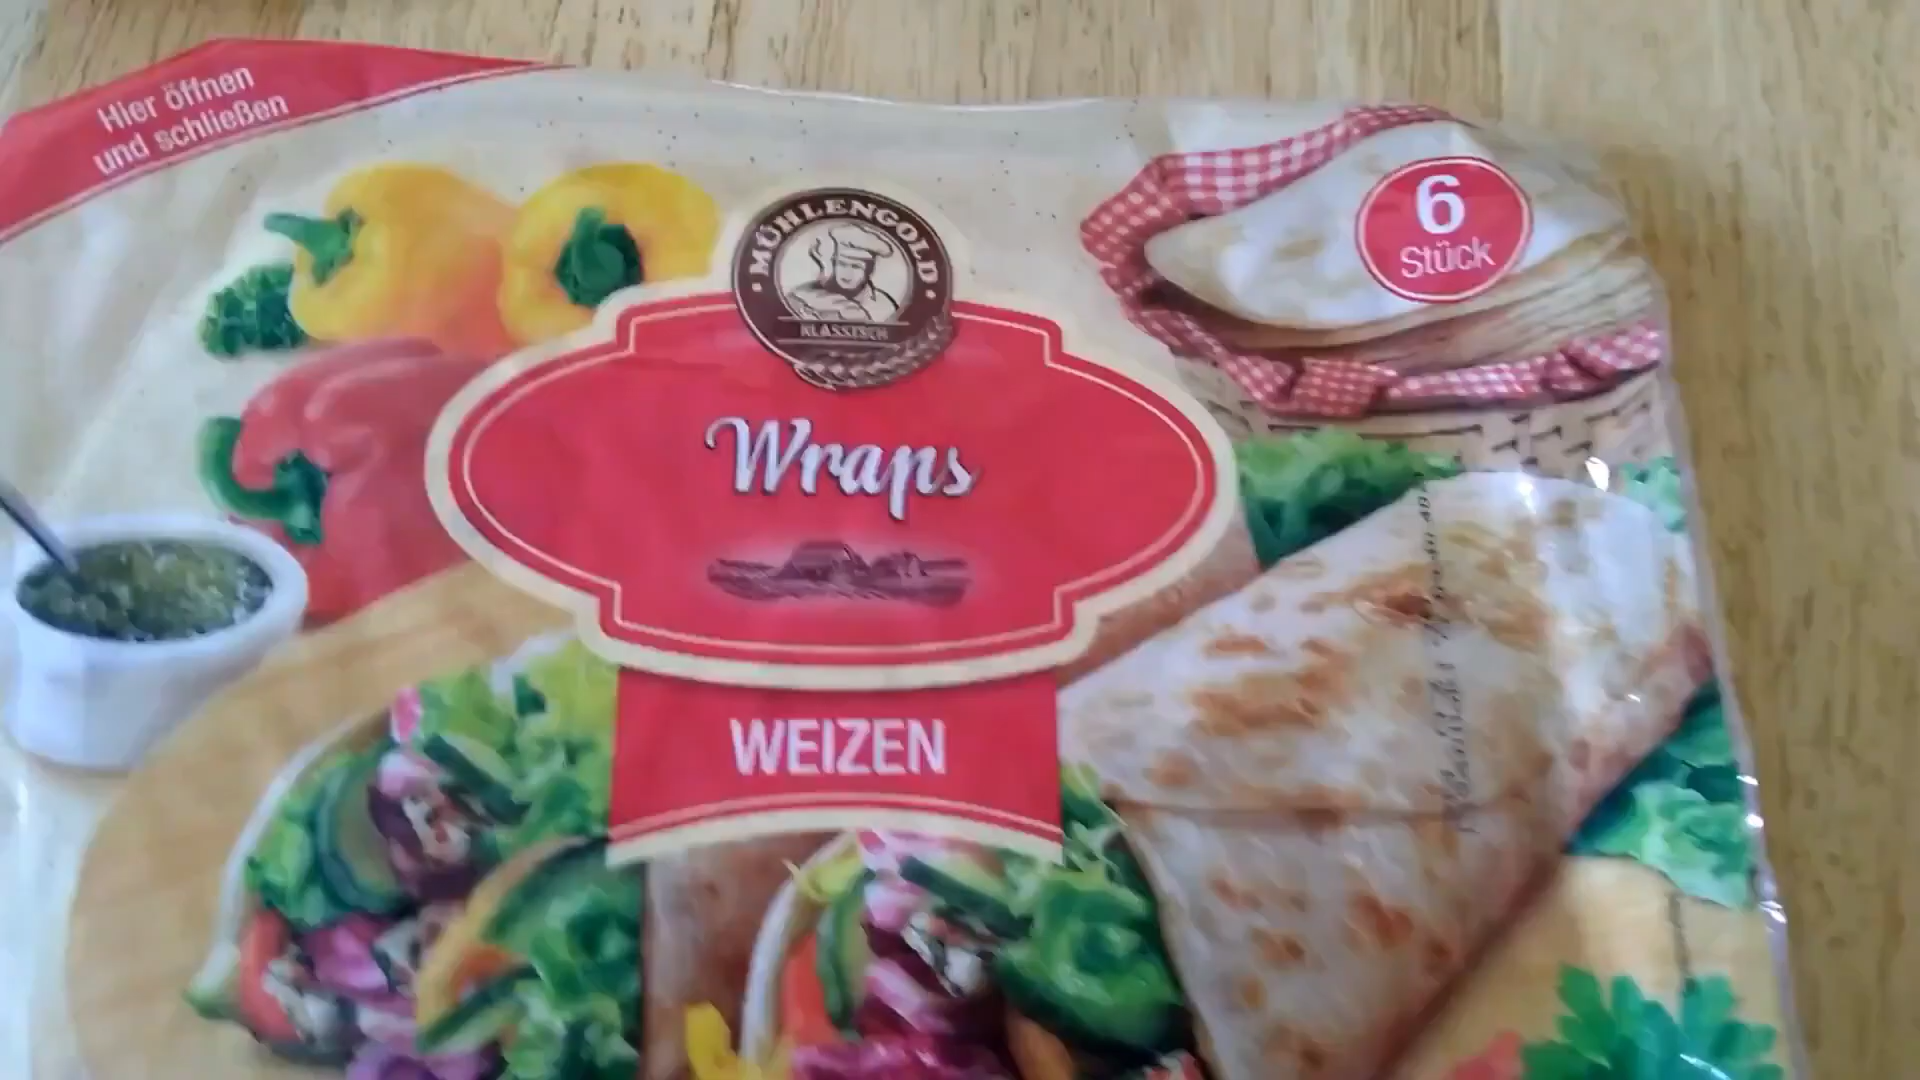 Hier öffnen
und schließen
6
Stück
MÜHLENGOLD
KLASSISCH
Wraps
WEIZEN